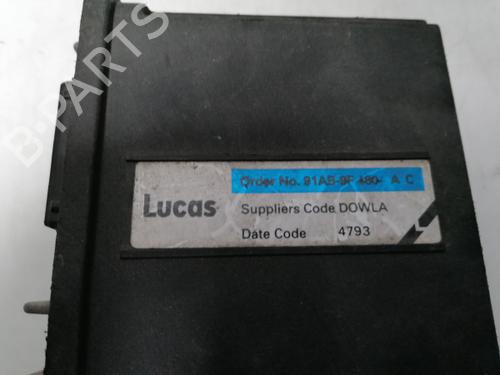 B-PARTS
Order No. 91AB-9F480- A C
Lucas
Suppliers Code DOWLA
Date Code 4793